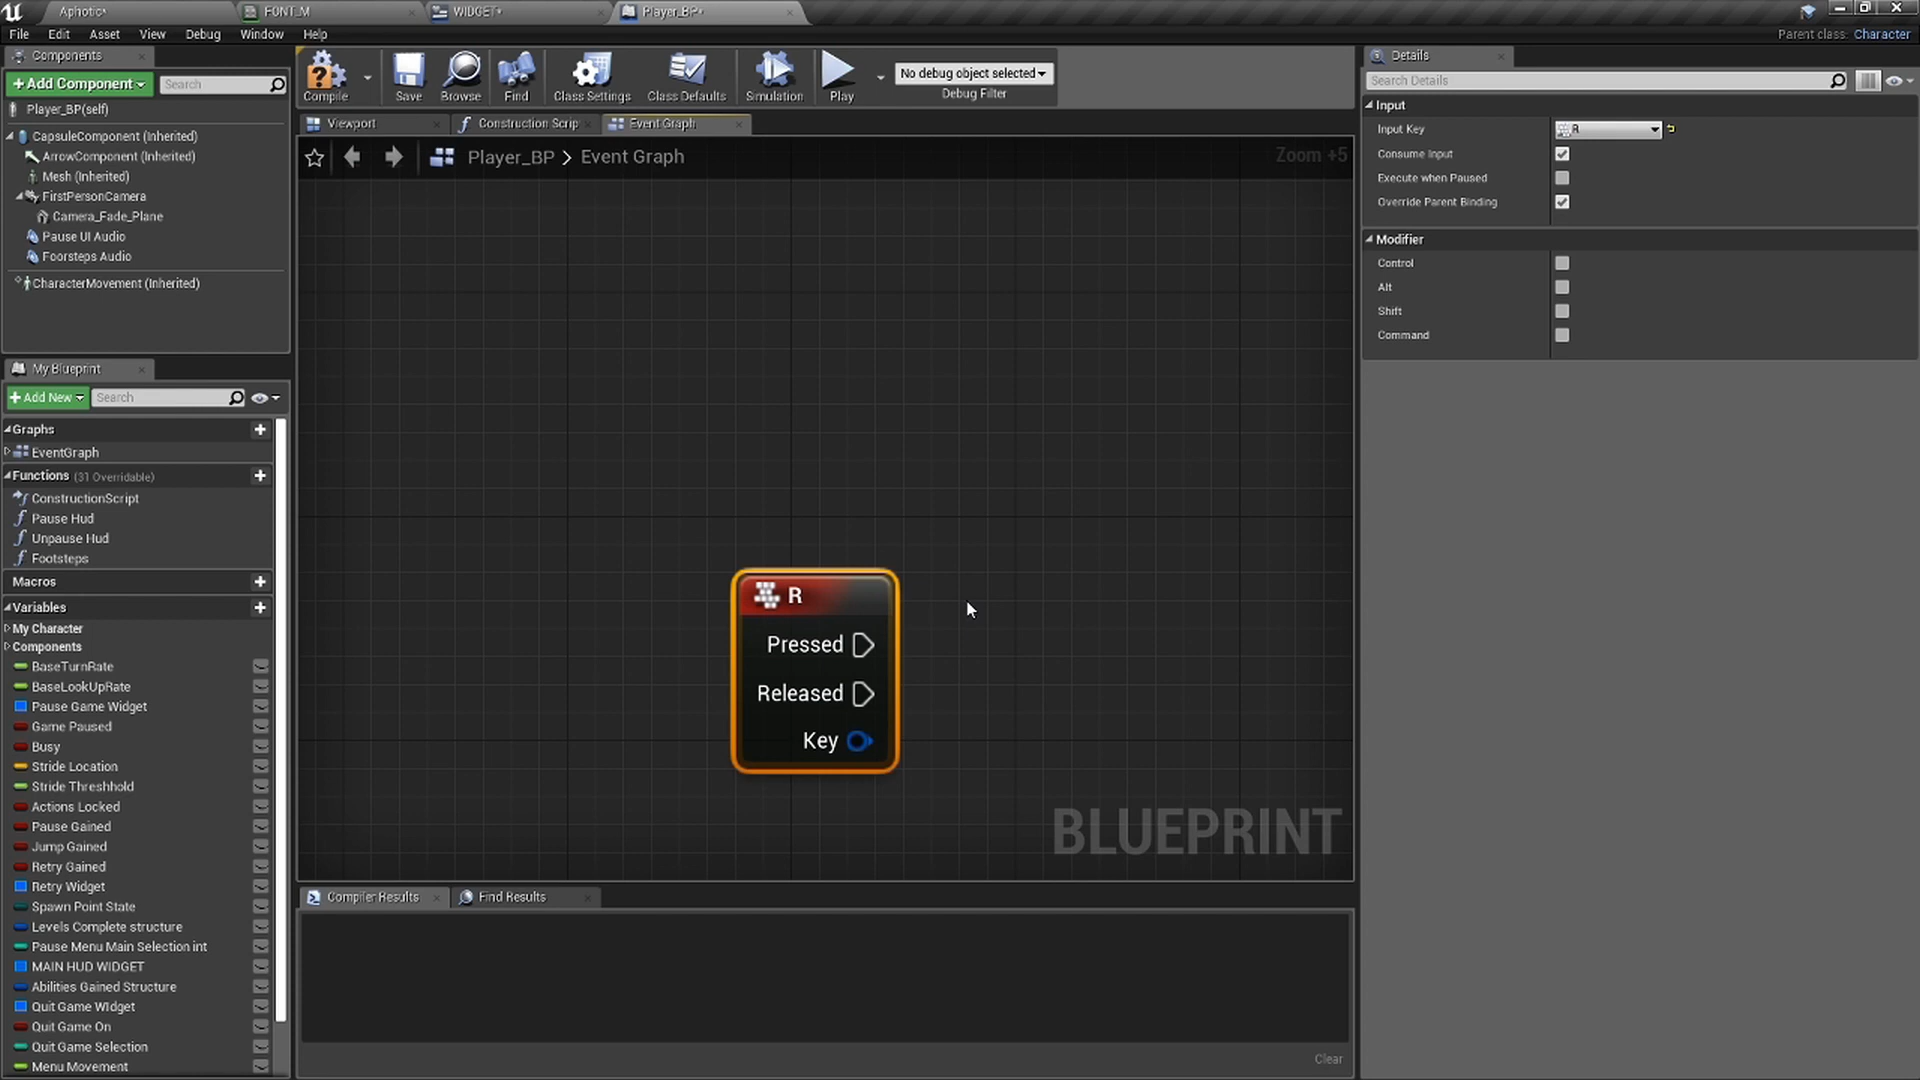 Aphotic*
FONT_M
WIDGET*
Player_BP*
File Edit Asset View Debug Window Help
Parent class: Character
Components
+Add Component
Search
Player_BP(self)
CapsuleComponent (Inherited)
ArrowComponent (Inherited)
Mesh (Inherited)
FirstPersonCamera
Camera_Fade_Plane
Pause UI Audio
Foorsteps Audio
CharacterMovement (Inherited)
My Blueprint
+Add New
Search
Graphs
EventGraph
Functions (31 Overridable)
ConstructionScript
Pause Hud
Unpause Hud
Footsteps
Macros
Variables
My Character
Components
BaseTurnRate
BaseLookUpRate
Pause Game Widget
Game Paused
Busy
Stride Location
Stride Threshhold
Actions Locked
Pause Gained
Jump Gained
Retry Gained
Retry Widget
Spawn Point State
Levels Complete structure
Pause Menu Main Selection int
MAIN HUD WIDGET
Abilities Gained Structure
Quit Game WIdget
Quit Game On
Quit Game Selection
Menu Movement
Compile
Save
Browse
Find
Class Settings
Class Defaults
Simulation
Play
No debug object selected
Debug Filter
Viewport
Construction Scrip
Event Graph
Player_BP > Event Graph
Zoom +5
R
Pressed
Released
Key
BLUEPRINT
Compiler Results
Find Results
Clear
Details
Search Details
Input
Input Key
R
Consume Input
Execute when Paused
Override Parent Binding
Modifier
Control
Alt
Shift
Command